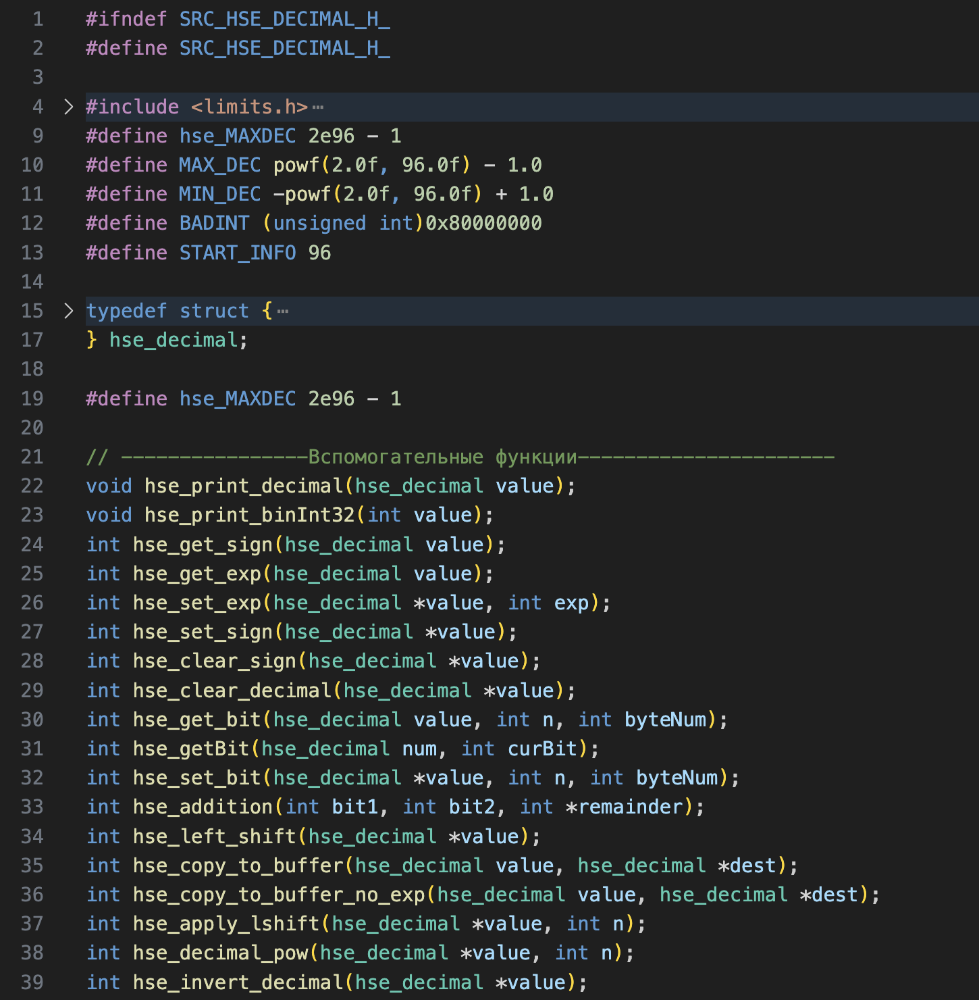 1 #ifndef SRC_HSE_DECIMAL_H_
2 #define SRC_HSE_DECIMAL_H_
3
4 > #include <limits.h>⋯
9 #define hse_MAXDEC 2e96 - 1
10 #define MAX_DEC powf(2.0f, 96.0f) - 1.0
11 #define MIN_DEC -powf(2.0f, 96.0f) + 1.0
12 #define BADINT (unsigned int)0x80000000
13 #define START_INFO 96
14
15 > typedef struct {⋯
17 } hse_decimal;
18
19 #define hse_MAXDEC 2e96 - 1
20
21 // ----------------Вспомогательные функции----------------------
22 void hse_print_decimal(hse_decimal value);
23 void hse_print_binInt32(int value);
24 int hse_get_sign(hse_decimal value);
25 int hse_get_exp(hse_decimal value);
26 int hse_set_exp(hse_decimal *value, int exp);
27 int hse_set_sign(hse_decimal *value);
28 int hse_clear_sign(hse_decimal *value);
29 int hse_clear_decimal(hse_decimal *value);
30 int hse_get_bit(hse_decimal value, int n, int byteNum);
31 int hse_getBit(hse_decimal num, int curBit);
32 int hse_set_bit(hse_decimal *value, int n, int byteNum);
33 int hse_addition(int bit1, int bit2, int *remainder);
34 int hse_left_shift(hse_decimal *value);
35 int hse_copy_to_buffer(hse_decimal value, hse_decimal *dest);
36 int hse_copy_to_buffer_no_exp(hse_decimal value, hse_decimal *dest);
37 int hse_apply_lshift(hse_decimal *value, int n);
38 int hse_decimal_pow(hse_decimal *value, int n);
39 int hse_invert_decimal(hse_decimal *value);